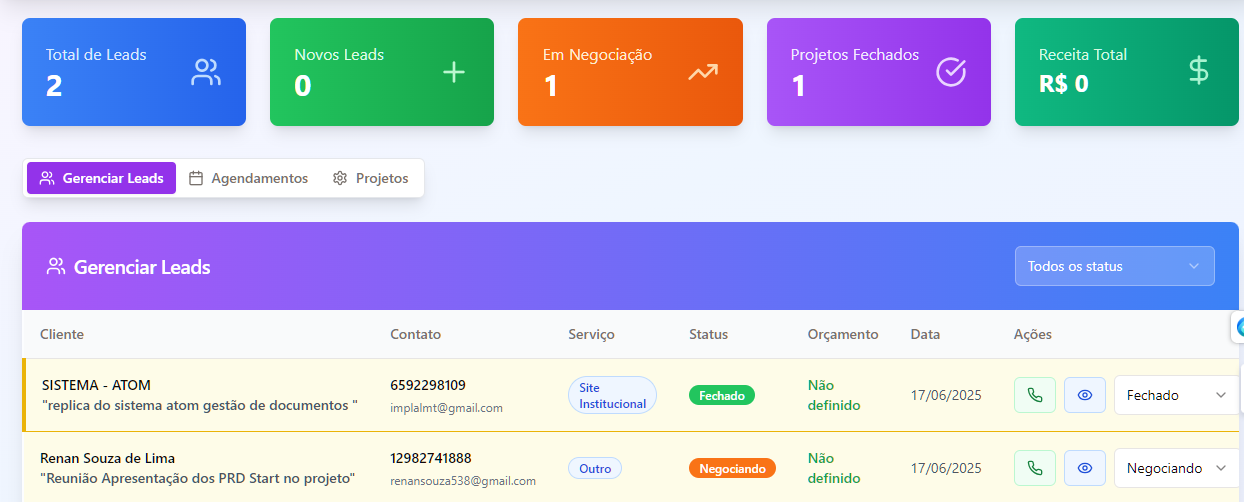 Total de Leads
2
Novos Leads
0
Em Negociação
1
Projetos Fechados
1
Receita Total
R$ 0
Gerenciar Leads
Agendamentos
Projetos
Gerenciar Leads
Todos os status
Cliente Contato Serviço Status Orçamento Data Ações
SISTEMA - ATOM
"replica do sistema atom gestão de documentos "
6592298109
implalmt@gmail.com
Site
Institucional
Fechado
Não
definido
17/06/2025
Fechado
Renan Souza de Lima
"Reunião Apresentação dos PRD Start no projeto"
12982741888
renansouza538@gmail.com
Outro
Negociando
Não
definido
17/06/2025
Negociando